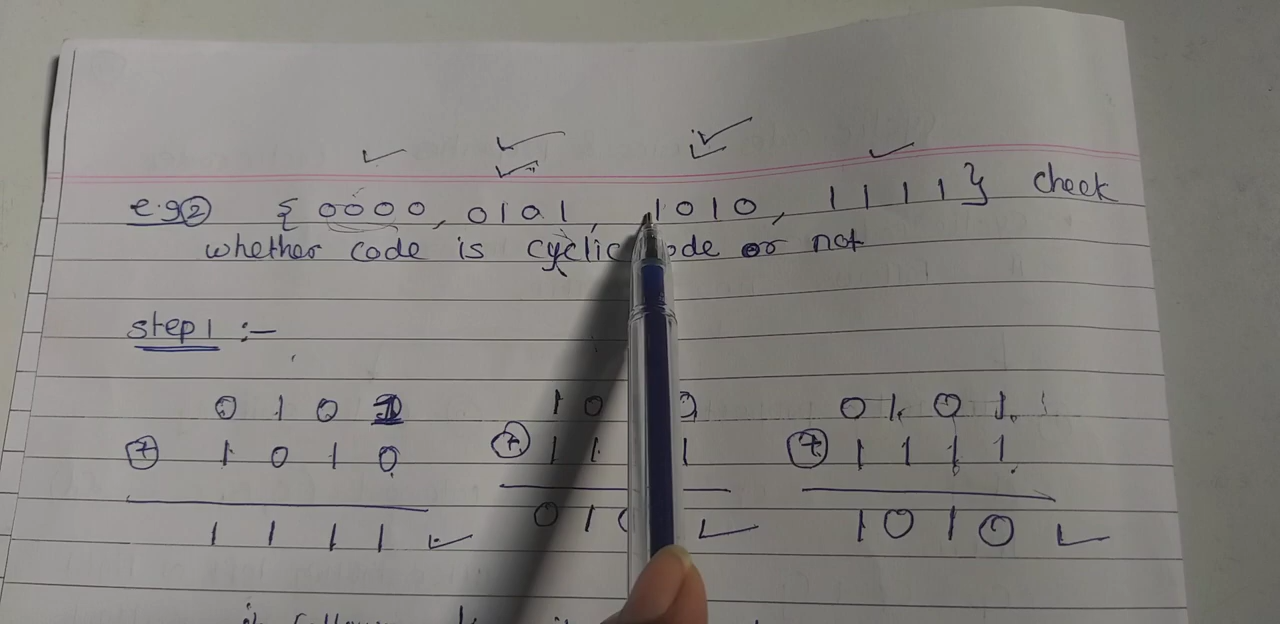 e.g② { 0000, 0101, 1010, 1111 } check
whether code is cyclic code or not
step 1 :-
0 1 0 1 1 0 0 0 1 0 1
⊕ 1 0 1 0 ⊕ 1 1 1 ⊕ 1 1 1 1
1 1 1 1 ✓ 0 1 0 ✓ 1 0 1 0 ✓